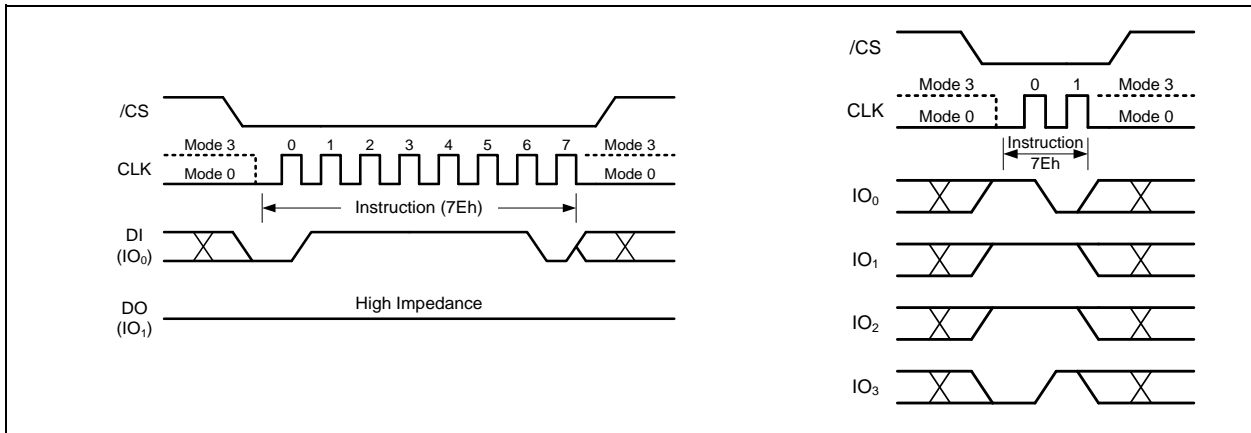 /CS
Mode 3 0 1 2 3 4 5 6 7 Mode 3
CLK
Mode 0 Mode 0
Instruction (7Eh)
DI
(IO₀)
High Impedance
DO
(IO₁)
/CS
Mode 3 0 1 Mode 3
CLK
Mode 0 Mode 0
Instruction
7Eh
IO₀
IO₁
IO₂
IO₃